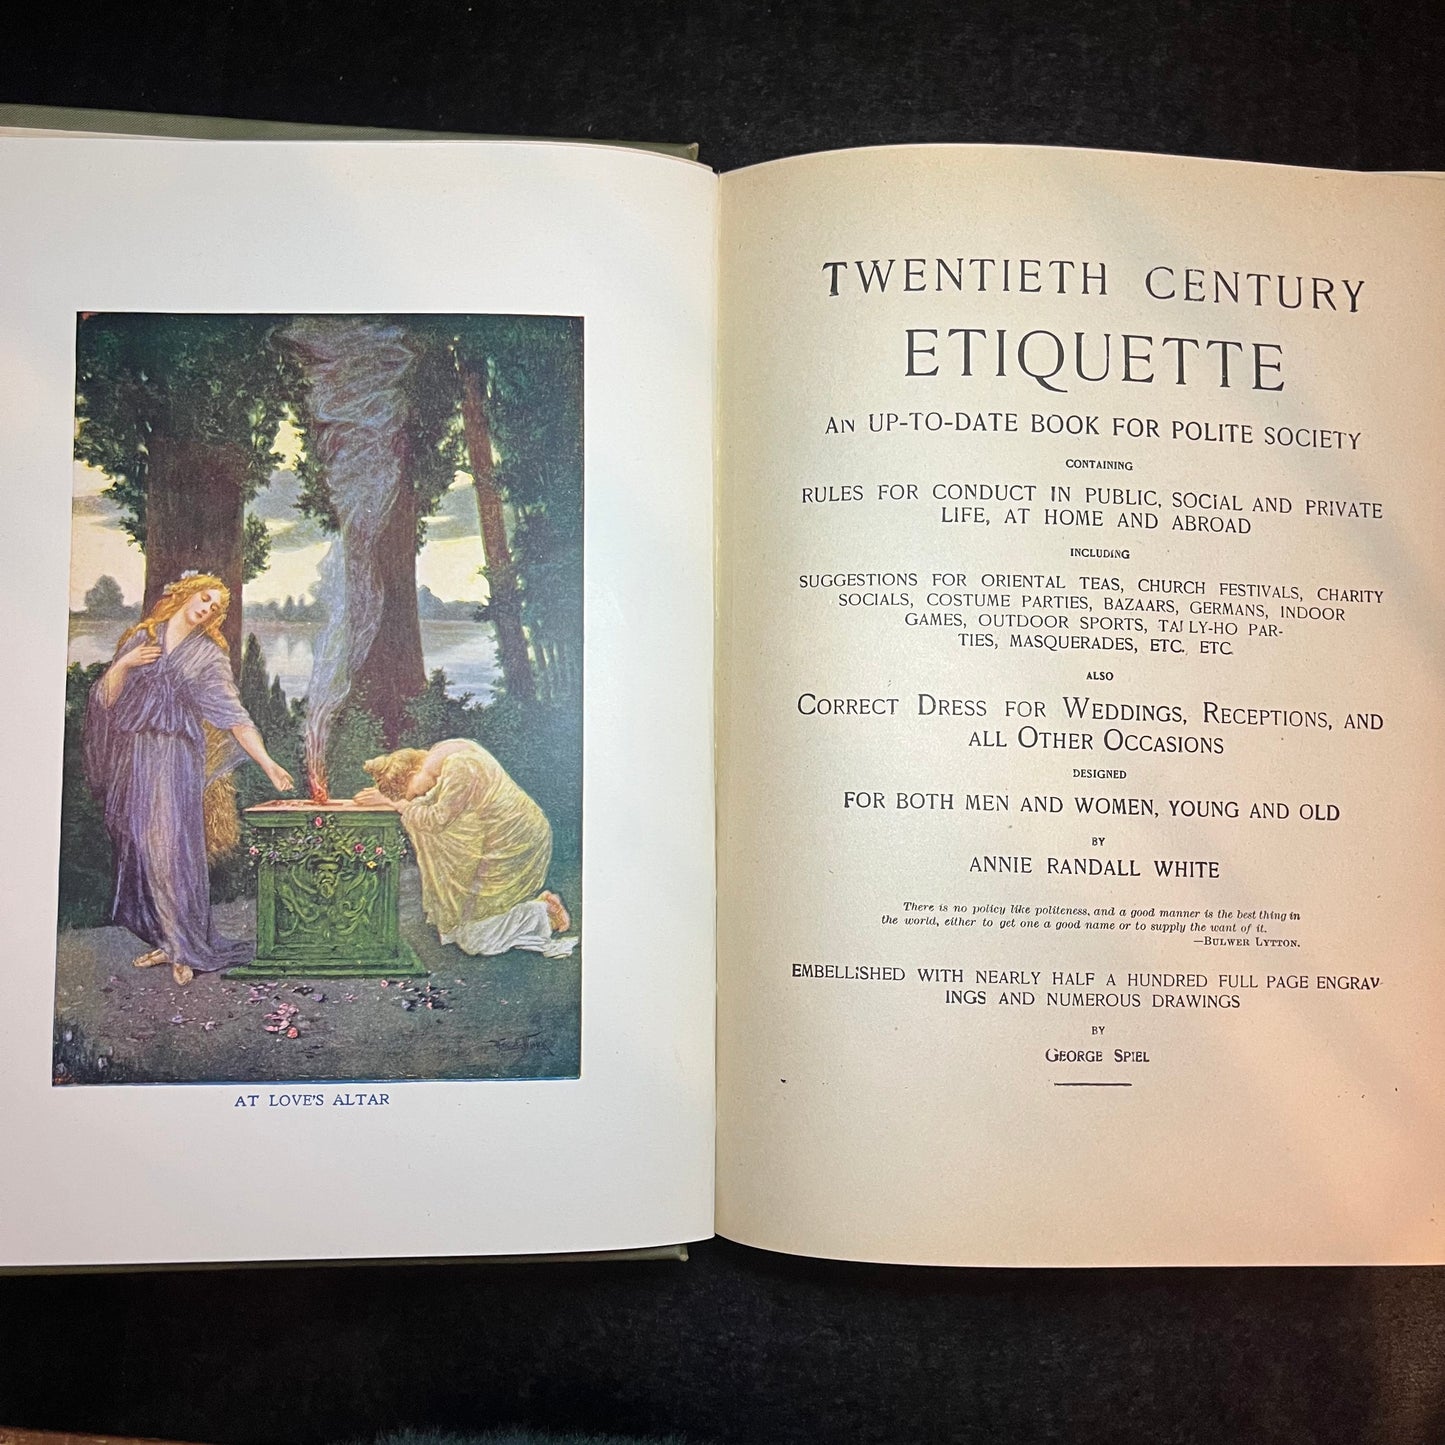 AT LOVE'S ALTAR
TWENTIETH CENTURY
ETIQUETTE
AN UP-TO-DATE BOOK FOR POLITE SOCIETY
CONTAINING
RULES FOR CONDUCT IN PUBLIC, SOCIAL AND PRIVATE
LIFE, AT HOME AND ABROAD
INCLUDING
SUGGESTIONS FOR ORIENTAL TEAS, CHURCH FESTIVALS, CHARITY
SOCIALS, COSTUME PARTIES, BAZAARS, GERMANS, INDOOR
GAMES, OUTDOOR SPORTS, TALLY-HO PAR-
TIES, MASQUERADES, ETC., ETC.
ALSO
CORRECT DRESS FOR WEDDINGS, RECEPTIONS, AND
ALL OTHER OCCASIONS
DESIGNED
FOR BOTH MEN AND WOMEN, YOUNG AND OLD
BY
ANNIE RANDALL WHITE
There is no policy like politeness, and a good manner is the best thing in
the world, either to get one a good name or to supply the want of it.
—BULWER LYTTON.
EMBELLISHED WITH NEARLY HALF A HUNDRED FULL PAGE ENGRAV-
INGS AND NUMEROUS DRAWINGS
BY
GEORGE SPIEL